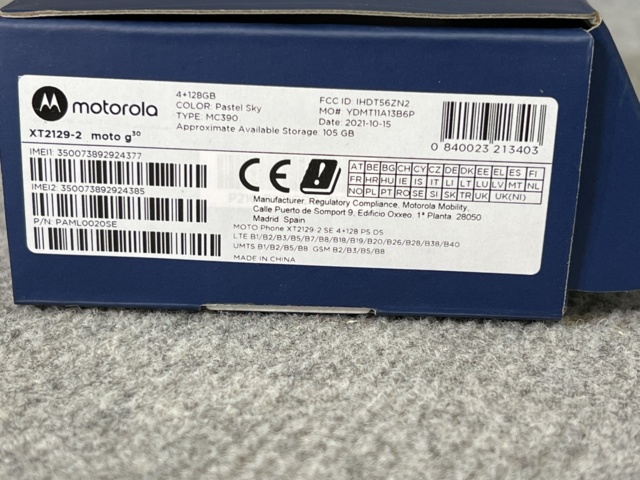 motorola
4+128GB
COLOR: Pastel Sky
TYPE: MC390
Approximate Available Storage: 105 GB
FCC ID: IHDT56ZN2
MO#: YDMT11A13B6P
Date: 2021-10-15
0 840023 213403
XT2129-2 moto g³⁰
IMEI1: 350073892924377
IMEI2: 350073892924385
P/N: PAML0020SE
CE
AT BE BG CH CY CZ DE DK EE EL ES FI
FR HR HU IE IS IT LI LT LU LV MT NL
NO PL PT RO SE SI SK TR UK UK(NI)
Manufacturer: Regulatory Compliance, Motorola Mobility,
Calle Puerto de Somport 9, Edificio Oxxeo, 1ª Planta 28050
Madrid Spain
MOTO Phone XT2129-2 SE 4+128 PS DS
LTE B1/B2/B3/B5/B7/B8/B18/B19/B20/B26/B28/B38/B40
UMTS B1/B2/B5/B8 GSM B2/B3/B5/B8
MADE IN CHINA